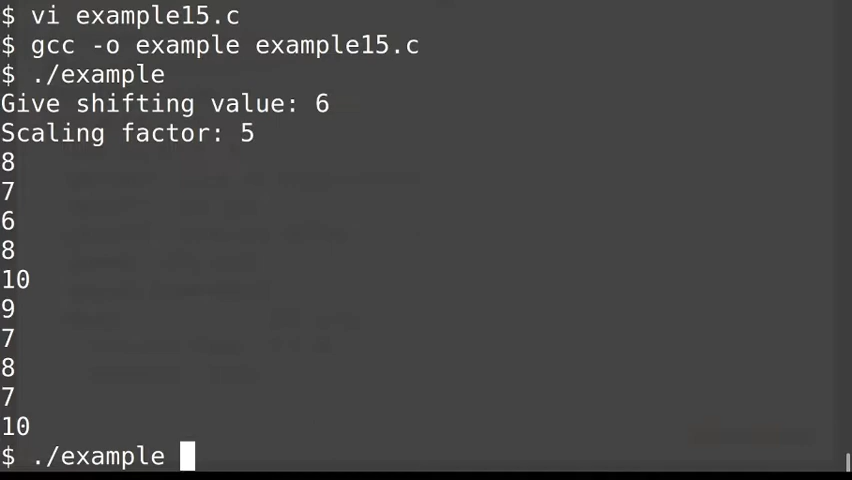 $ vi example15.c
$ gcc -o example example15.c
$ ./example
Give shifting value: 6
Scaling factor: 5
8
7
6
8
10
9
7
8
7
10
$ ./example